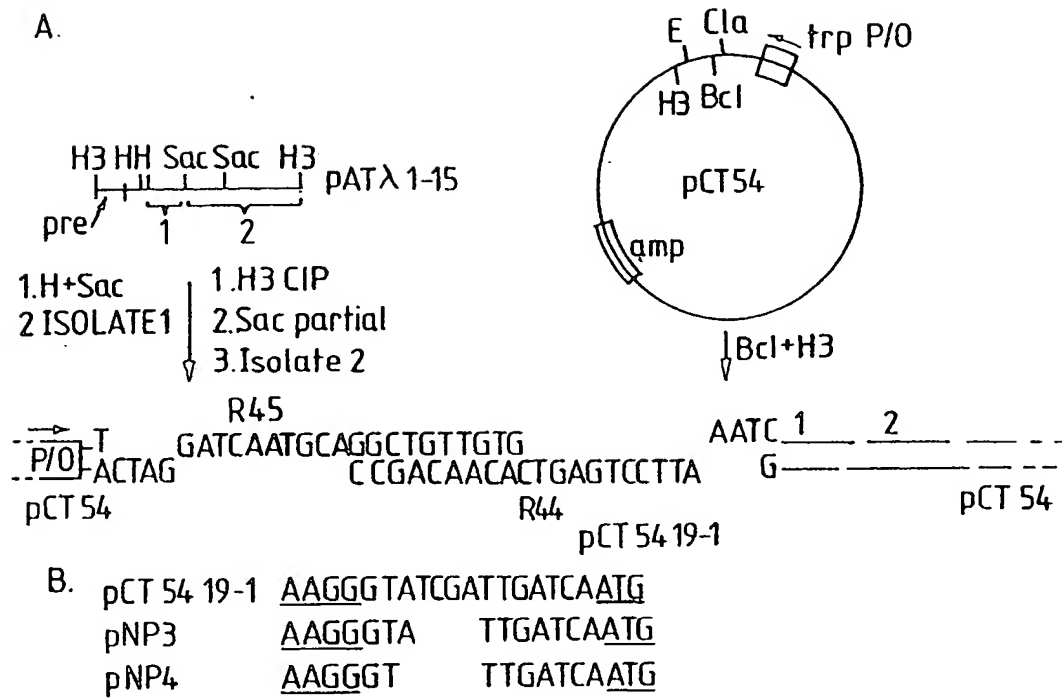 A.
E Cla trp P/O
H3 Bcl
pCT54
amp
H3 HH Sac Sac H3
pATλ 1-15
pre 1 2
1.H+Sac
2 ISOLATE1
1.H3 CIP
2.Sac partial
3.Isolate 2
Bcl+H3
R45
P/O T GATCAATGCAGGCTGTTGTG AATC 1 2
ACTAG CCGACAACACTGAGTCCTTA G
pCT54 R44 pCT 54
pCT 54 19-1
B. pCT 54 19-1 AAGGGTATCGATTGATCAATG
pNP3 AAGGGTA TTGATCAATG
pNP4 AAGGGT TTGATCAATG